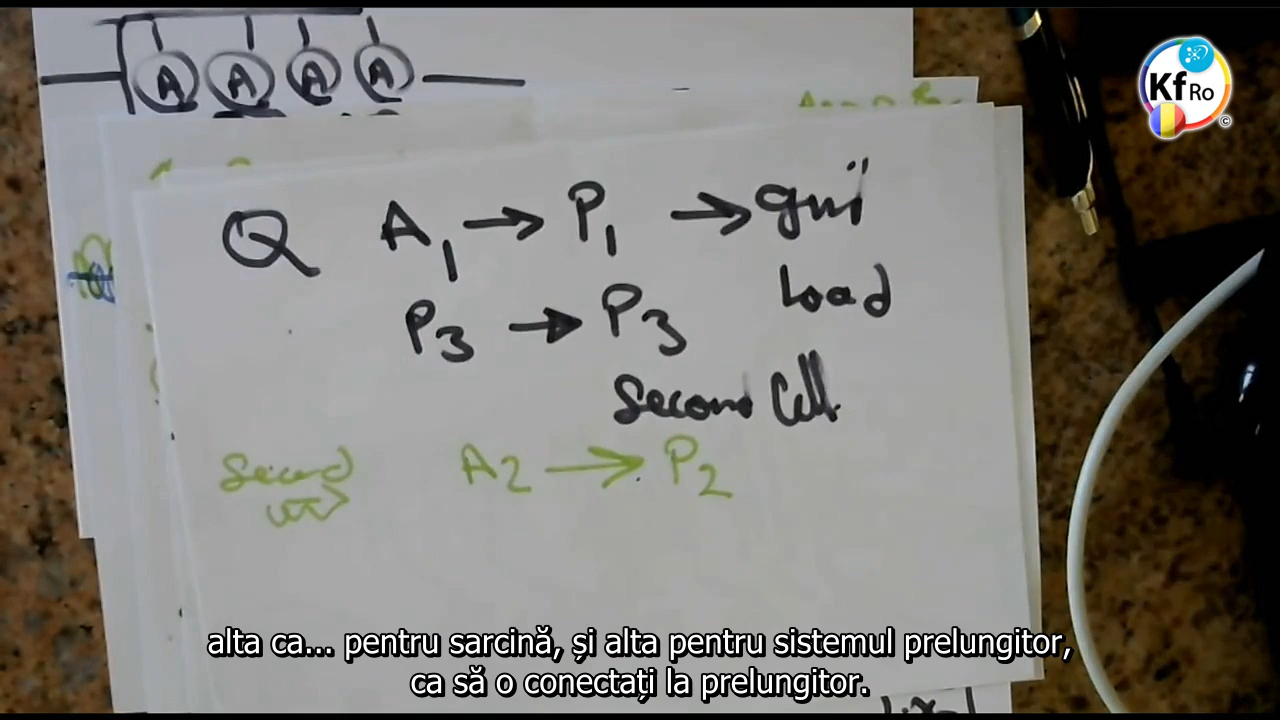 A A A A
Kf Ro
©
Q A1 → P1 →
Load
P3 → P3
Second Cell
Second
A2 → P2
alta ca... pentru sarcină, și alta pentru sistemul prelungitor,
ca să o conectați la prelungitor.